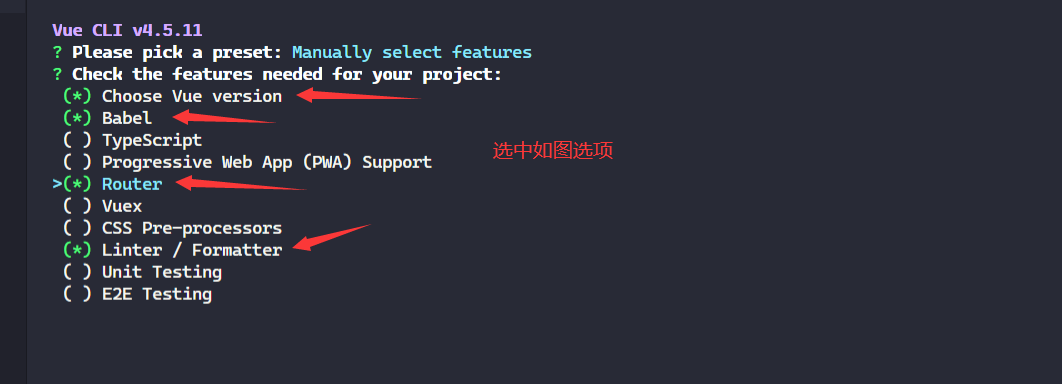 Vue CLI v4.5.11
? Please pick a preset: Manually select features
? Check the features needed for your project:
(*) Choose Vue version
(*) Babel
( ) TypeScript
选中如图选项
( ) Progressive Web App (PWA) Support
>(*) Router
( ) Vuex
( ) CSS Pre-processors
(*) Linter / Formatter
( ) Unit Testing
( ) E2E Testing